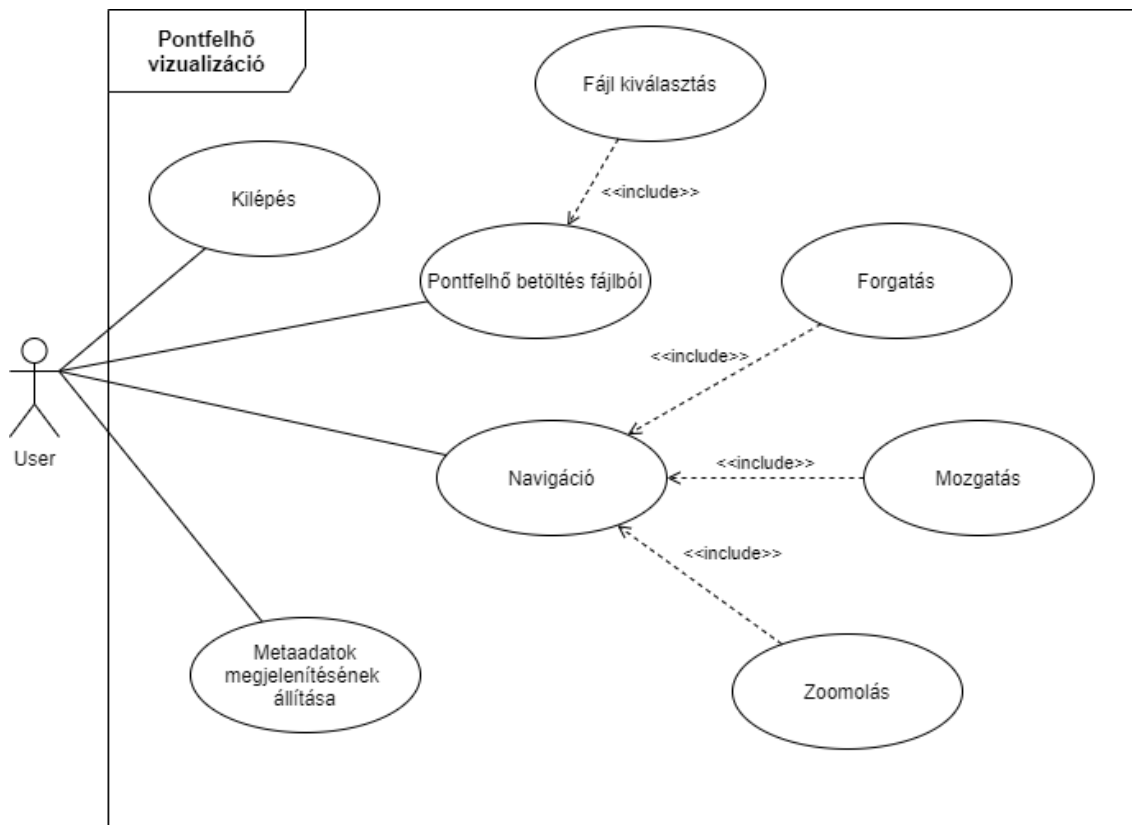 Pontfelhő
vizualizáció
Fájl kiválasztás
<<include>>
Kilépés
Pontfelhő betöltés fájlból
Forgatás
<<include>>
User
Navigáció
<<include>>
Mozgatás
<<include>>
Metaadatok
megjelenítésének
állítása
Zoomolás